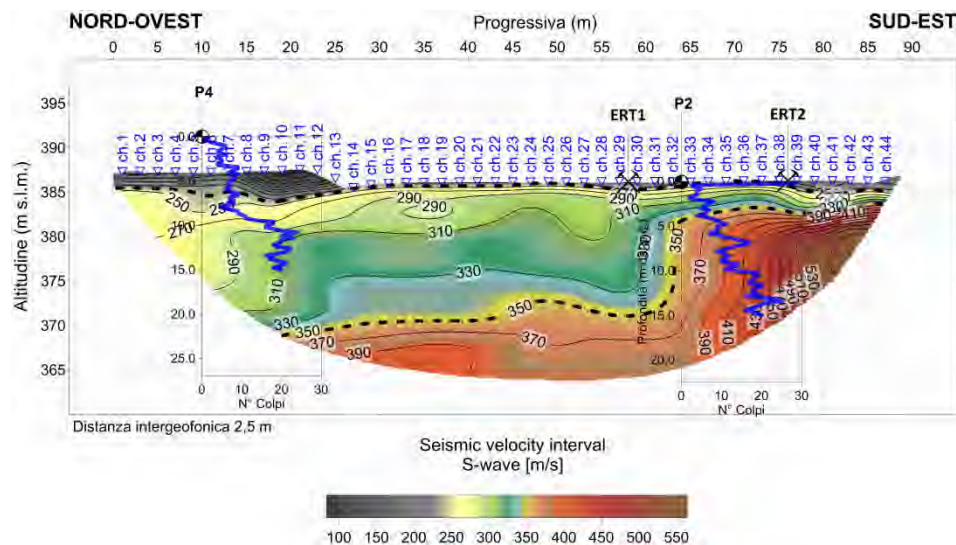 NORD-OVEST Progressiva (m) SUD-EST
0 5 10 15 20 25 30 35 40 45 50 55 60 65 70 75 80 85 90
P4 ERT1 P2 ERT2
ch.1 ch.2 ch.3 ch.4 ch.7 ch.8 ch.9 ch.10 ch.11 ch.12 ch.13 ch.14 ch.15 ch.16 ch.17 ch.18 ch.19 ch.20 ch.21 ch.22 ch.23 ch.24 ch.25 ch.26 ch.27 ch.28 ch.29 ch.30 ch.31 ch.32 ch.33 ch.34 ch.35 ch.36 ch.37 ch.38 ch.39 ch.40 ch.41 ch.42 ch.43 ch.44
Altitudine (m s.l.m.)
395
390
385
380
375
370
365
250 270 290 310 330 350 370 390
290 290 310 330 350 370
290 310 350 370 390 410
390 410 530
15.0
20.0
25.0
0 10 20 30
N° Colpi
10.0
15.0
20.0
0 10 20 30
N° Colpi
Distanza intergeofonica 2,5 m
Seismic velocity interval
S-wave [m/s]
100 150 200 250 300 350 400 450 500 550